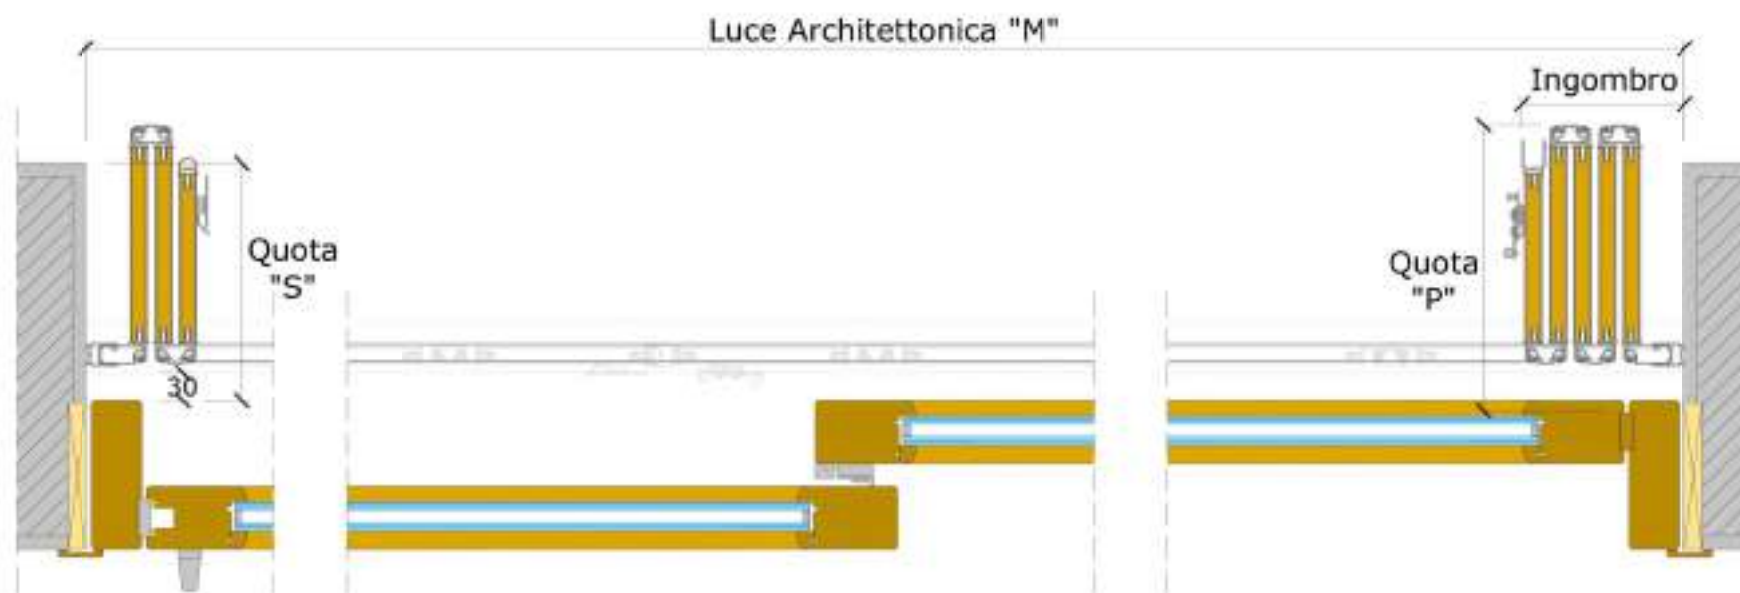 Luce Architettonica "M"
Ingombro
Quota
"S"
Quota
"P"
30